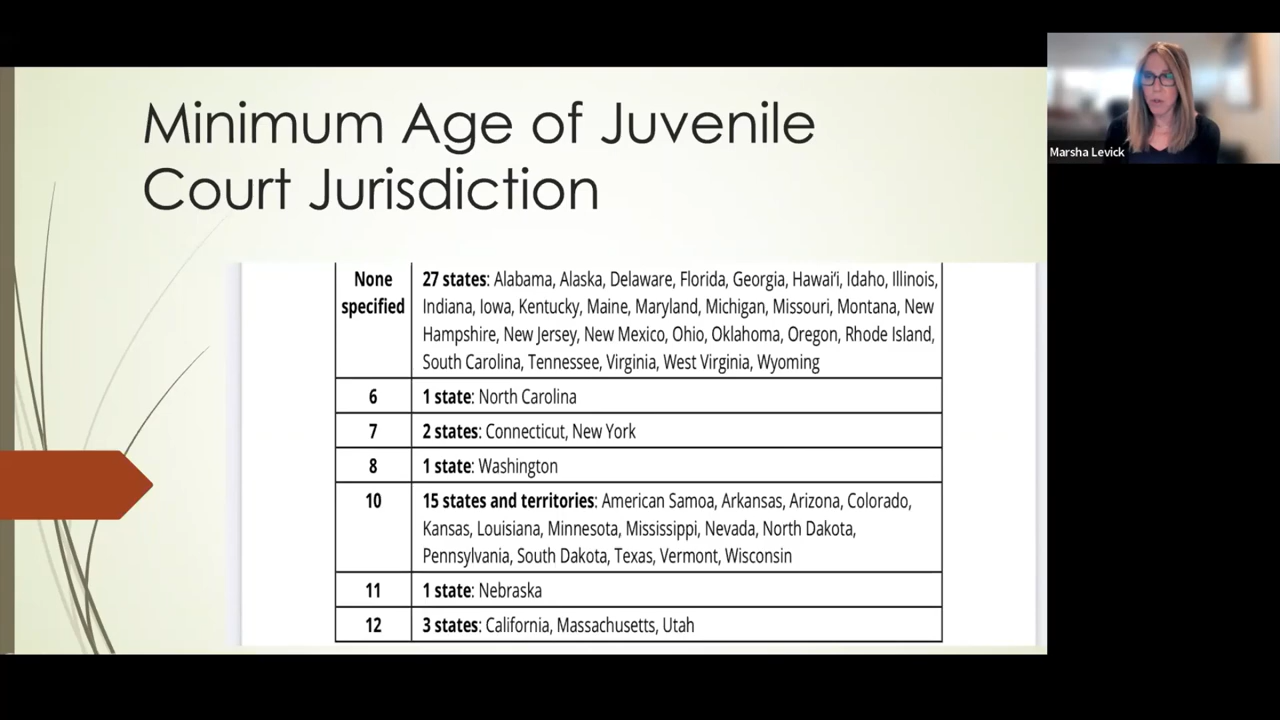 Minimum Age of Juvenile
Court Jurisdiction
Marsha Levick
None
specified
27 states: Alabama, Alaska, Delaware, Florida, Georgia, Hawai‘i, Idaho, Illinois,
Indiana, Iowa, Kentucky, Maine, Maryland, Michigan, Missouri, Montana, New
Hampshire, New Jersey, New Mexico, Ohio, Oklahoma, Oregon, Rhode Island,
South Carolina, Tennessee, Virginia, West Virginia, Wyoming
6 1 state: North Carolina
7 2 states: Connecticut, New York
8 1 state: Washington
10 15 states and territories: American Samoa, Arkansas, Arizona, Colorado,
Kansas, Louisiana, Minnesota, Mississippi, Nevada, North Dakota,
Pennsylvania, South Dakota, Texas, Vermont, Wisconsin
11 1 state: Nebraska
12 3 states: California, Massachusetts, Utah